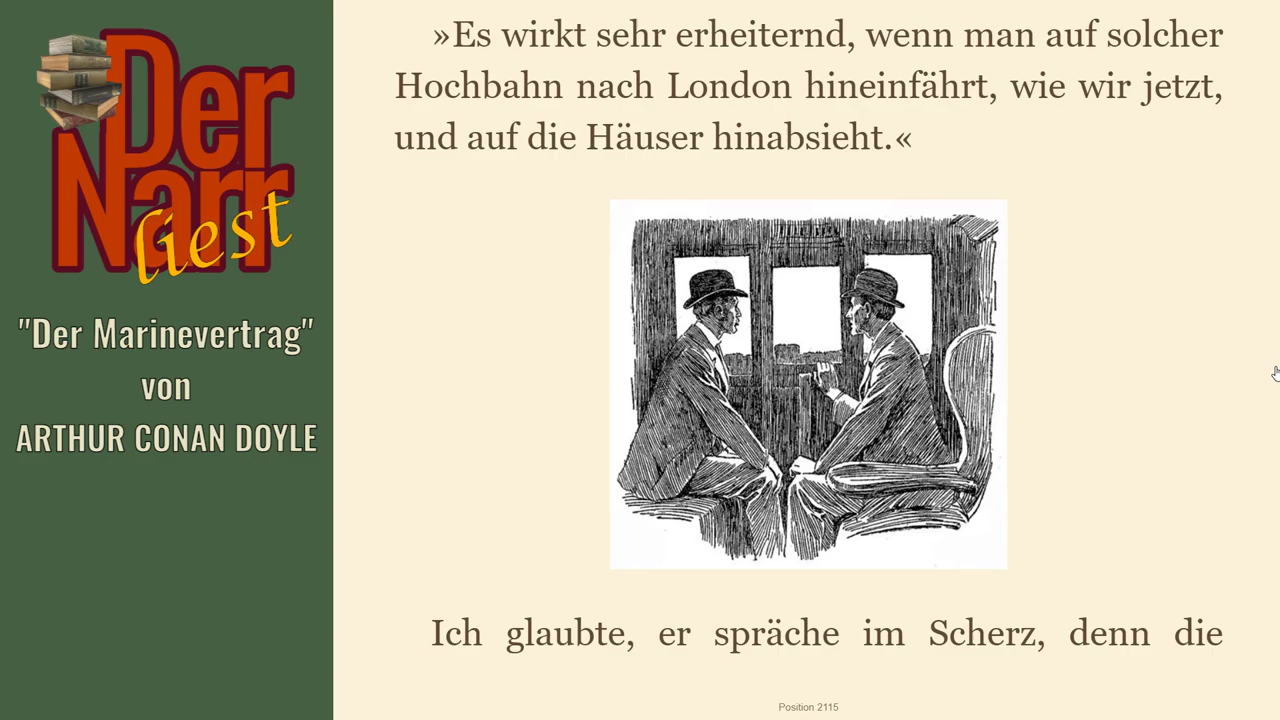 Der
Narr
liest
"Der Marinevertrag"
von
ARTHUR CONAN DOYLE
»Es wirkt sehr erheiternd, wenn man auf solcher
Hochbahn nach London hineinfährt, wie wir jetzt,
und auf die Häuser hinabsieht.«
Ich glaubte, er spräche im Scherz, denn die
Position 2115